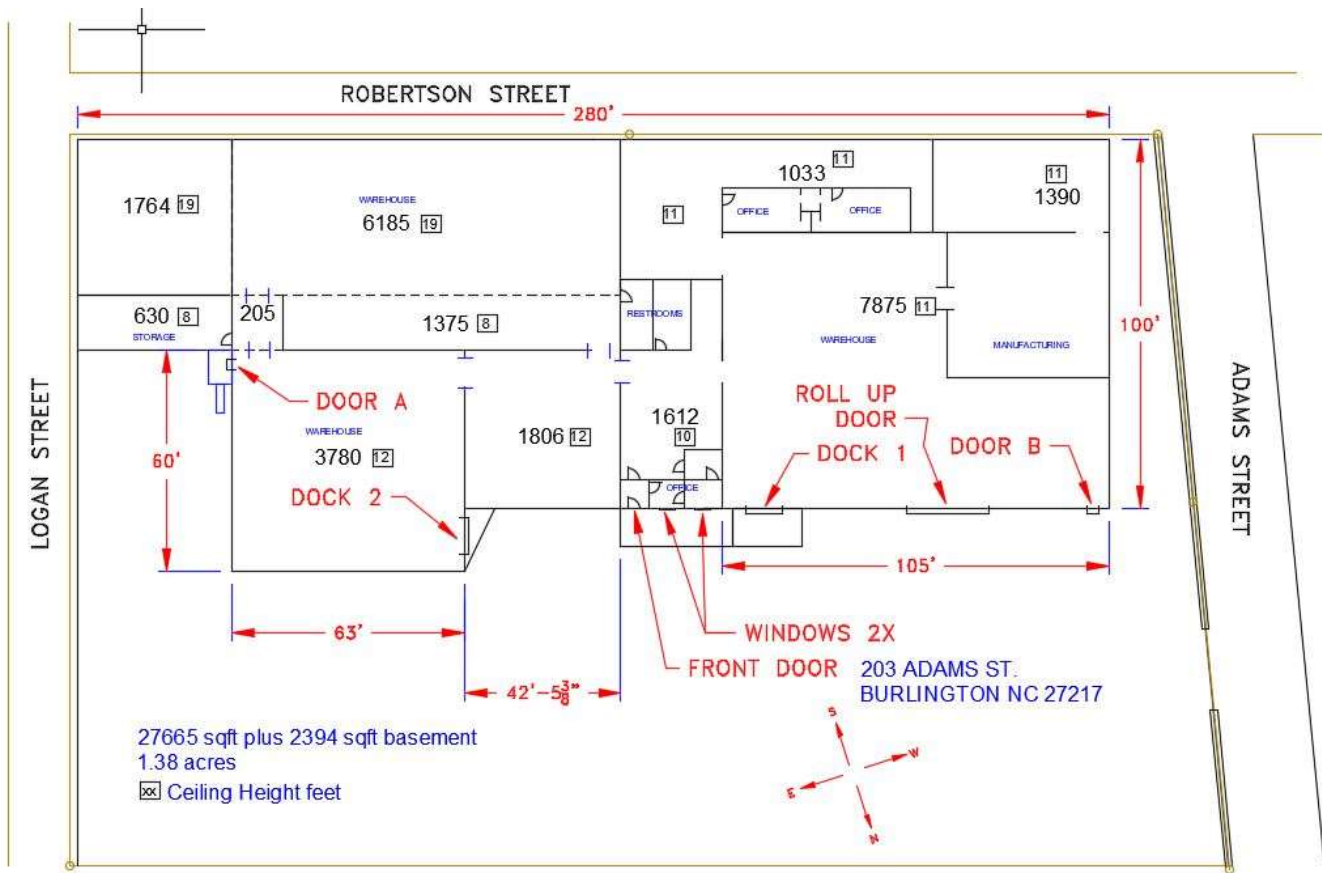 ROBERTSON STREET
280'
1764 19
WAREHOUSE
6185 19
11
1033 11
OFFICE
OFFICE
11
1390
630 8
STORAGE
205
1375 8
RESTROOMS
7875 11
WAREHOUSE
MANUFACTURING
100'
LOGAN STREET
ADAMS STREET
60'
DOOR A
WAREHOUSE
3780 12
DOCK 2
1806 12
1612
10
OFFICE
ROLL UP
DOOR
DOCK 1
DOOR B
105'
63'
42'-5 3/8"
WINDOWS 2X
FRONT DOOR
203 ADAMS ST.
BURLINGTON NC 27217
S
W
E
N
27665 sqft plus 2394 sqft basement
1.38 acres
xx Ceiling Height feet